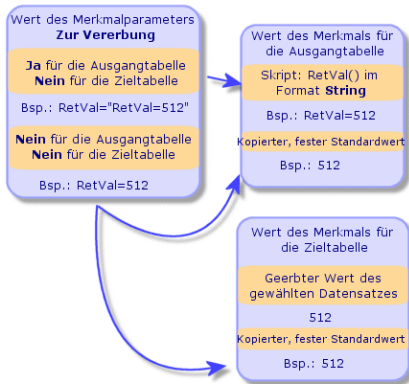 Wert des Merkmalparameters
Zur Vererbung
Ja für die Ausgangtabelle
Nein für die Zieltabelle
Bsp.: RetVal="RetVal=512"
Nein für die Ausgangtabelle
Nein für die Zieltabelle
Bsp.: RetVal=512
Wert des Merkmals für
die Ausgangtabelle
Skript: RetVal() im
Format String
Bsp.: RetVal=512
Kopierter, fester Standardwert
Bsp.: 512
Wert des Merkmals für
die Zieltabelle
Geerbter Wert des
gewählten Datensatzes
512
Kopierter, fester Standardwert
Bsp.: 512